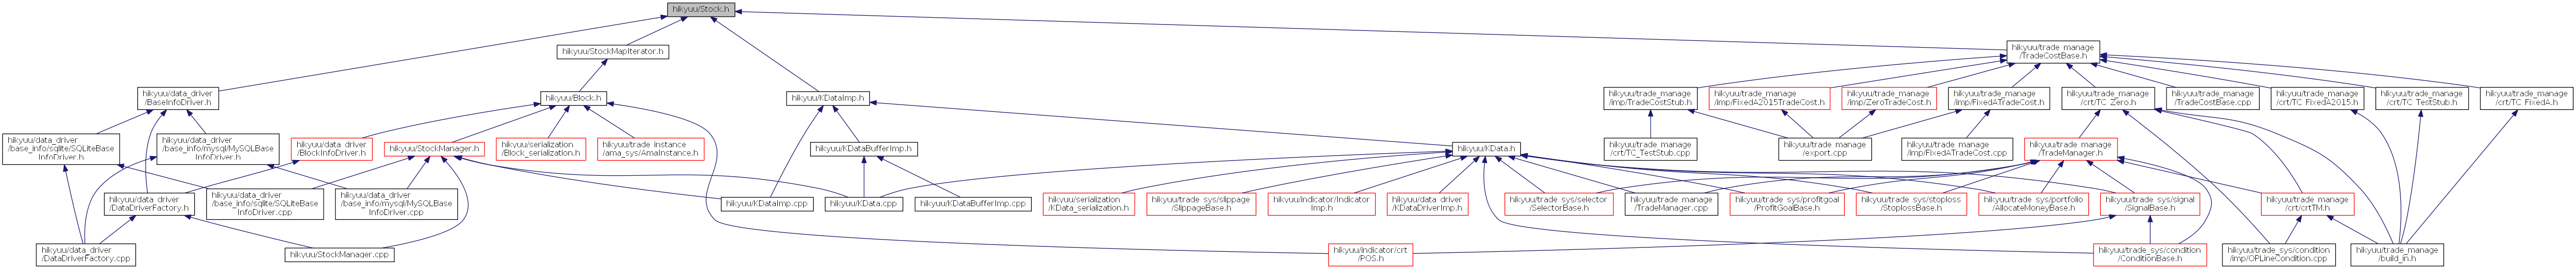 hikyuu/Stock.h
hikyuu/StockMapIterator.h
hikyuu/trade_manage
/TradeCostBase.h
hikyuu/data_driver
/BaseInfoDriver.h
hikyuu/Block.h
hikyuu/KDataImp.h
hikyuu/trade_manage
/imp/TradeCostStub.h
hikyuu/trade_manage
/imp/FixedA2015TradeCost.h
hikyuu/trade_manage
/imp/ZeroTradeCost.h
hikyuu/trade_manage
/imp/FixedATradeCost.h
hikyuu/trade_manage
/crt/TC_Zero.h
hikyuu/trade_manage
/TradeCostBase.cpp
hikyuu/trade_manage
/crt/TC_FixedA2015.h
hikyuu/trade_manage
/crt/TC_TestStub.h
hikyuu/trade_manage
/crt/TC_FixedA.h
hikyuu/data_driver
/base_info/sqlite/SQLiteBase
InfoDriver.h
hikyuu/data_driver
/base_info/mysql/MySQLBase
InfoDriver.h
hikyuu/data_driver
/BlockInfoDriver.h
hikyuu/StockManager.h
hikyuu/serialization
/Block_serialization.h
hikyuu/trade_instance
/ama_sys/AmaInstance.h
hikyuu/KDataBufferImp.h
hikyuu/KData.h
hikyuu/trade_manage
/crt/TC_TestStub.cpp
hikyuu/trade_manage
/export.cpp
hikyuu/trade_manage
/imp/FixedATradeCost.cpp
hikyuu/trade_manage
/TradeManager.h
hikyuu/data_driver
/DataDriverFactory.h
hikyuu/data_driver
/base_info/sqlite/SQLiteBase
InfoDriver.cpp
hikyuu/data_driver
/base_info/mysql/MySQLBase
InfoDriver.cpp
hikyuu/KDataImp.cpp
hikyuu/KData.cpp
hikyuu/KDataBufferImp.cpp
hikyuu/serialization
/KData_serialization.h
hikyuu/trade_sys/slippage
/SlippageBase.h
hikyuu/indicator/Indicator
Imp.h
hikyuu/data_driver
/KDataDriverImp.h
hikyuu/trade_sys/selector
/SelectorBase.h
hikyuu/trade_manage
/TradeManager.cpp
hikyuu/trade_sys/profitgoal
/ProfitGoalBase.h
hikyuu/trade_sys/stoploss
/StoplossBase.h
hikyuu/trade_sys/portfolio
/AllocateMoneyBase.h
hikyuu/trade_sys/signal
/SignalBase.h
hikyuu/trade_manage
/crt/crtTM.h
hikyuu/data_driver
/DataDriverFactory.cpp
hikyuu/StockManager.cpp
hikyuu/indicator/crt
/POS.h
hikyuu/trade_sys/condition
/ConditionBase.h
hikyuu/trade_sys/condition
/imp/OPLineCondition.cpp
hikyuu/trade_manage
/build_in.h